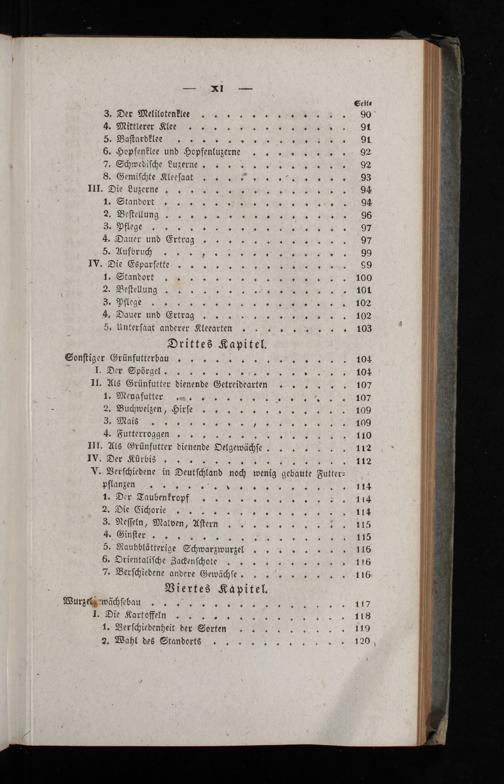 — XI —
Seite
3. Der Melilotenklee . . . . . . . . . . . 90
4. Mittlerer Klee . . . . . . . . . . . . 91
5. Bastardklee . . . . . . . . . . . . . 91
6. Hopfenklee und Hopfenluzerne . . . . . . . 92
7. Schwedische Luzerne . . . . . . . . . . . 92
8. Gemischte Kleesaat . . . . . . . . . . . 93
III. Die Luzerne . . . . . . . . . . . . . 94
1. Standort . . . . . . . . . . . . . 94
2. Bestellung . . . . . . . . . . . . . 96
3. Pflege . . . . . . . . . . . . . . 97
4. Dauer und Ertrag . . . . . . . . . . . 97
5. Aufbruch . . . . . . . . . . . . . 99
IV. Die Esparsette . . . . . . . . . . . . . 99
1. Standort . . . . . . . . . . . . . 100
2. Bestellung . . . . . . . . . . . . . 101
3. Pflege . . . . . . . . . . . . . . 102
4. Dauer und Ertrag . . . . . . . . . . . 102
5. Untersaat anderer Kleearten . . . . . . . . 103
Drittes Kapitel.
Sonstiger Grünfutterbau . . . . . . . . . . . . 104
I. Der Spörgel . . . . . . . . . . . . . 104
II. Als Grünfutter dienende Getreidearten . . . . . 107
1. Mengfutter . . . . . . . . . . . . 107
2. Buchweizen, Hirse . . . . . . . . . . . 109
3. Mais . . . . . . . . . . . . . . 109
4. Futterroggen . . . . . . . . . . . . 110
III. Als Grünfutter dienende Oelgewächse . . . . . . 112
IV. Der Kürbis . . . . . . . . . . . . . 112
V. Verschiedene in Deutschland noch wenig gebaute Futter-
pflanzen . . . . . . . . . . . . . 114
1. Der Taubenkropf . . . . . . . . . . . 114
2. Die Cichorie . . . . . . . . . . . . 114
3. Nesseln, Malven, Astern . . . . . . . . . 115
4. Ginster . . . . . . . . . . . . . 115
5. Rauhblätterige Schwarzwurzel . . . . . . . 116
6. Orientalische Zackenschote . . . . . . . . . 116
7. Verschiedene andere Gewächse . . . . . . . . 116
Viertes Kapitel.
Wurzelgewächsebau . . . . . . . . . . . . . 117
I. Die Kartoffeln . . . . . . . . . . . . 118
1. Verschiedenheit der Sorten . . . . . . . . 119
2. Wahl des Standorts . . . . . . . . . . 120